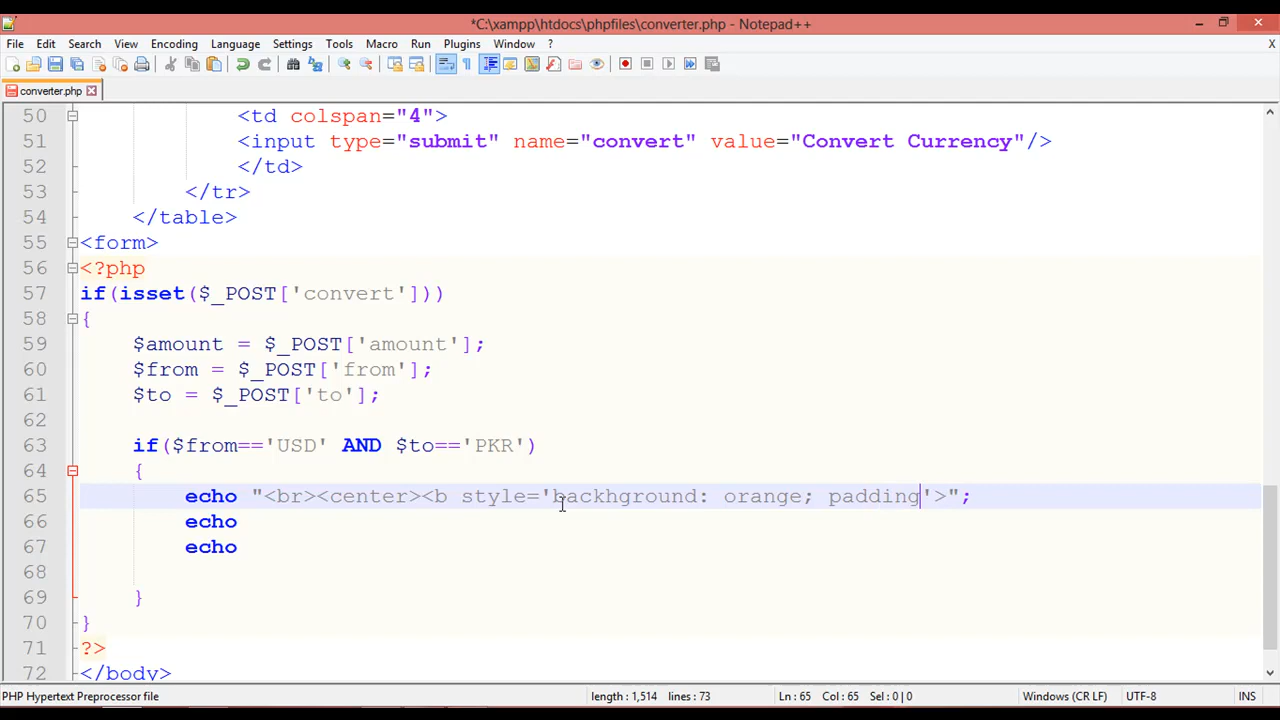 *C:\xampp\htdocs\phpfiles\converter.php - Notepad++
File Edit Search View Encoding Language Settings Tools Macro Run Plugins Window ? X
converter.php
50 <td colspan="4">
51 <input type="submit" name="convert" value="Convert Currency"/>
52 </td>
53 </tr>
54 </table>
55 <form>
56 <?php
57 if(isset($_POST['convert']))
58 {
59 $amount = $_POST['amount'];
60 $from = $_POST['from'];
61 $to = $_POST['to'];
62
63 if($from=='USD' AND $to=='PKR')
64 {
65 echo "<br><center><b style='backhground: orange; padding'>";
66 echo
67 echo
68
69 }
70 }
71 ?>
72 </body>
PHP Hypertext Preprocessor file length : 1,514 lines : 73 Ln : 65 Col : 65 Sel : 0 | 0 Windows (CR LF) UTF-8 INS